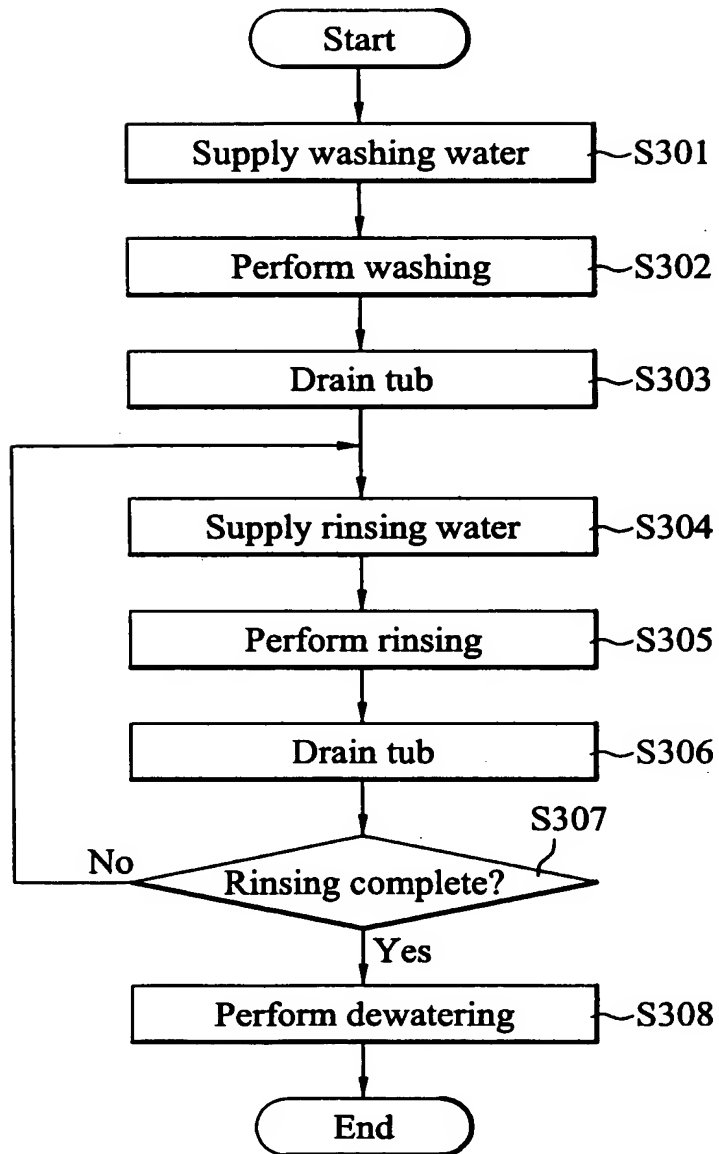 Start
Supply washing water S301
Perform washing S302
Drain tub S303
Supply rinsing water S304
Perform rinsing S305
Drain tub S306
S307
No Rinsing complete?
Yes
Perform dewatering S308
End